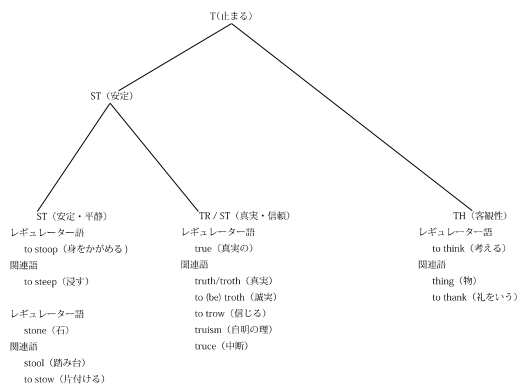 T(止まる)
ST（安定）
ST（安定・平静）
レギュレーター語
to stoop（身をかがめる)
関連語
to steep（浸す）
レギュレーター語
stone（石）
関連語
stool（踏み台）
to stow（片付ける）
TR / ST（真実・信頼）
レギュレーター語
true（真実の）
関連語
truth/troth（真実）
to (be) troth（誠実）
to trow（信じる）
truism（自明の理）
truce（中断）
TH（客観性）
レギュレーター語
to think（考える）
関連語
thing（物）
to thank（礼をいう）